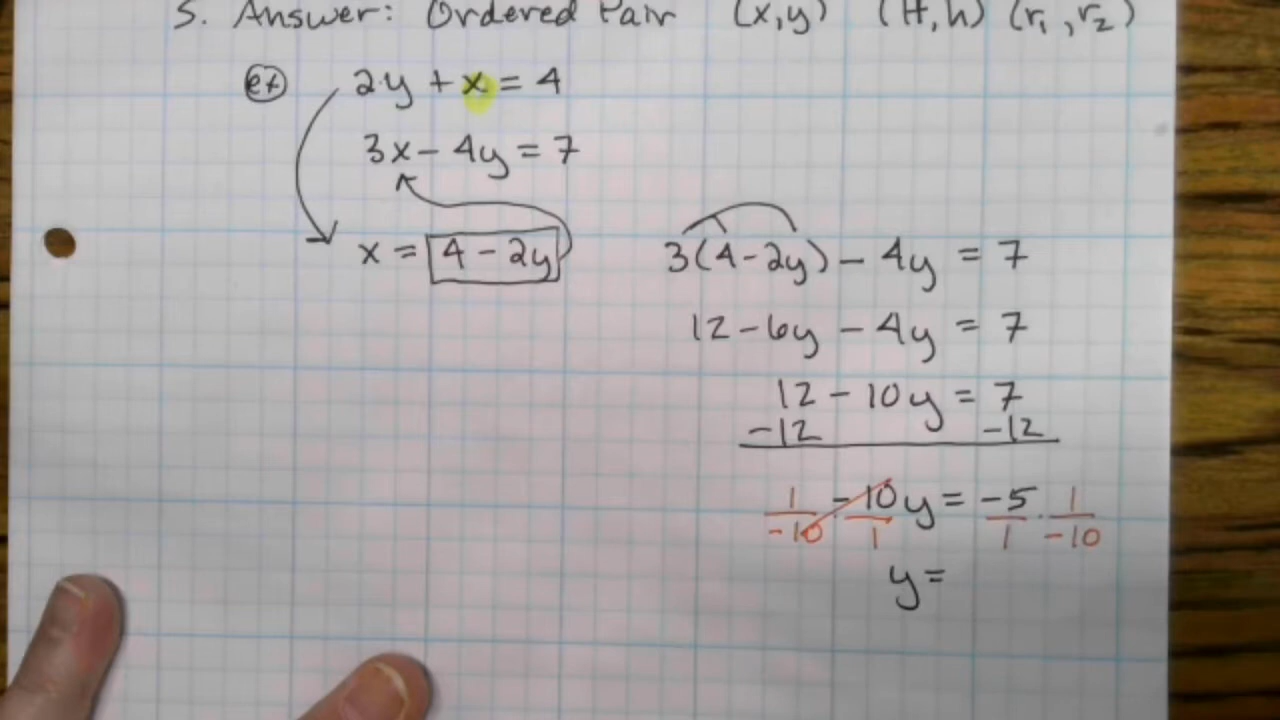 5. Answer: Ordered Pair (x,y) (H,h) (r₁,r₂)
ex 2y + x = 4
3x - 4y = 7
x = 4 - 2y
3(4-2y) - 4y = 7
12 - 6y - 4y = 7
12 - 10y = 7
-12 -12
1/-10 · -10/1 y = -5/1 · 1/-10
y =